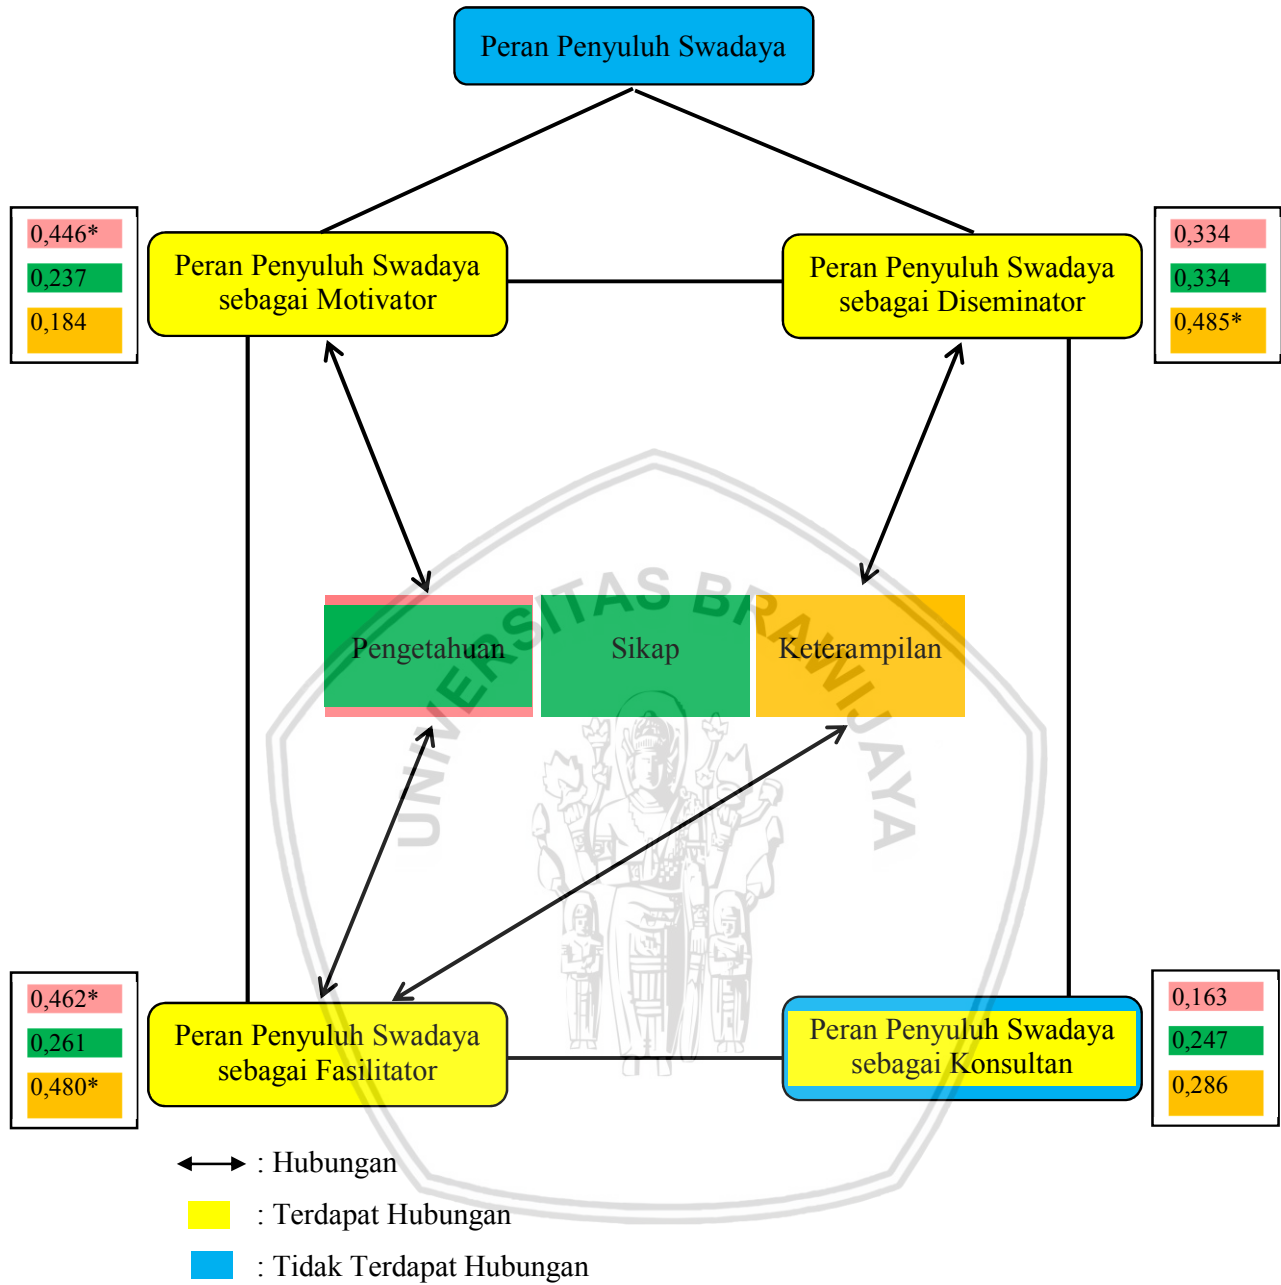 Peran Penyuluh Swadaya
0,446*
0,237
0,184
Peran Penyuluh Swadaya
sebagai Motivator
Peran Penyuluh Swadaya
sebagai Diseminator
0,334
0,334
0,485*
UNIVERSITAS BRAWIJAYA
Pengetahuan
Sikap
Keterampilan
0,462*
0,261
0,480*
Peran Penyuluh Swadaya
sebagai Fasilitator
Peran Penyuluh Swadaya
sebagai Konsultan
0,163
0,247
0,286
: Hubungan
: Terdapat Hubungan
: Tidak Terdapat Hubungan